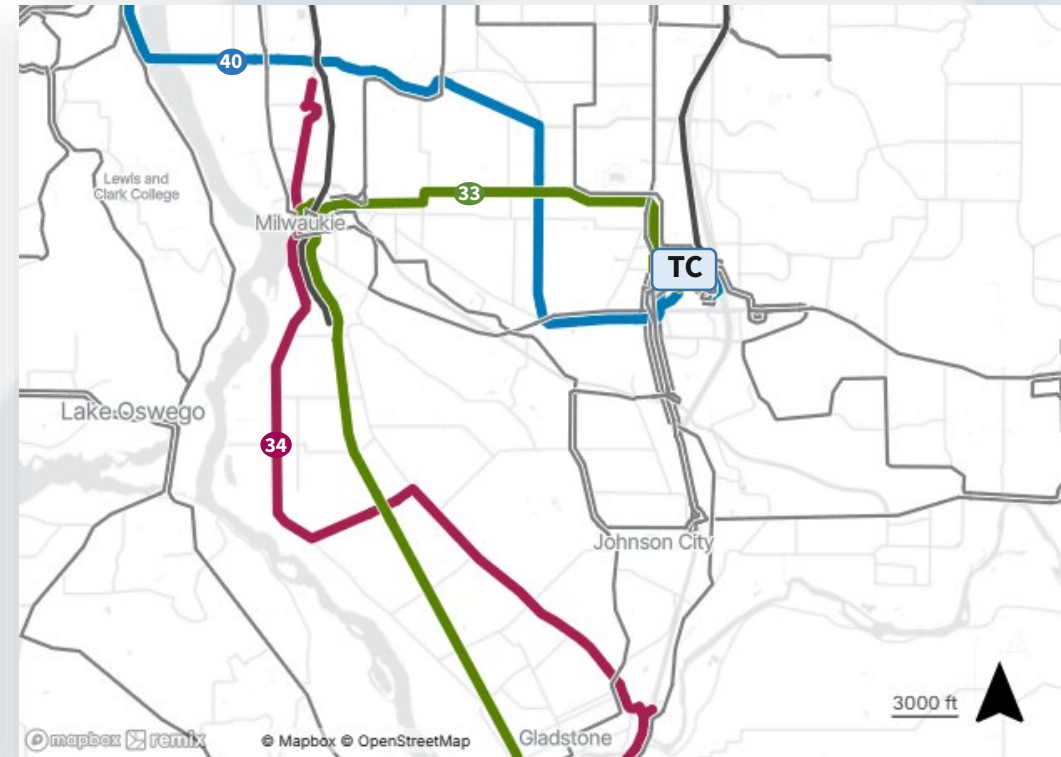 40
Lewis and
Clark College
33
Milwaukie
TC
Lake Oswego
34
Johnson City
3000 ft
mapbox remix
© Mapbox © OpenStreetMap
Gladstone